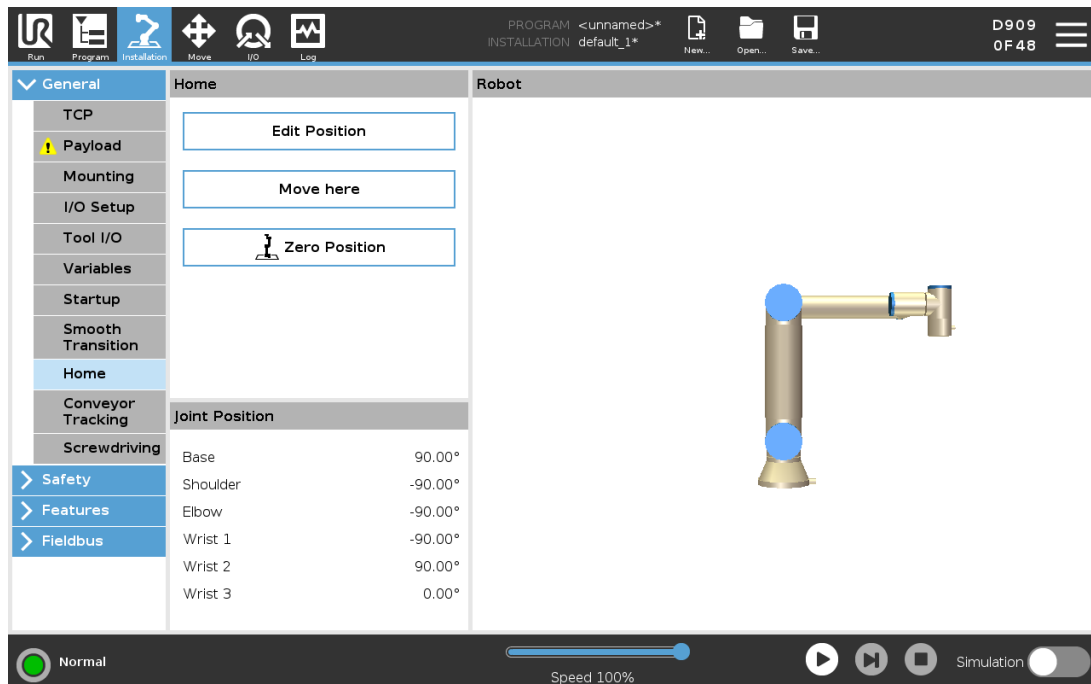 PROGRAM <unnamed>*
INSTALLATION default_1*
D909
0F48
Run Program Installation Move I/O Log New... Open... Save...
General
TCP
Payload
Mounting
I/O Setup
Tool I/O
Variables
Startup
Smooth
Transition
Home
Conveyor
Tracking
Screwdriving
Safety
Features
Fieldbus
Home
Edit Position
Move here
Zero Position
Joint Position
Base 90.00°
Shoulder -90.00°
Elbow -90.00°
Wrist 1 -90.00°
Wrist 2 90.00°
Wrist 3 0.00°
Robot
Normal
Speed 100%
Simulation